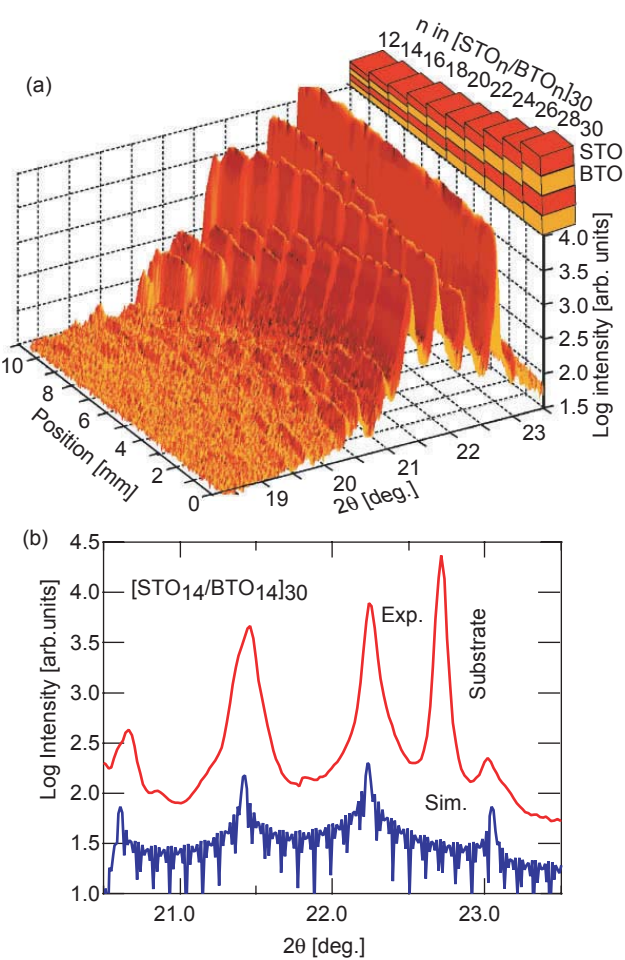 (a)
n in [STOn/BTOn]30
12 14 16 18 20 22 24 26 28 30
STO
BTO
4.0
3.5
3.0
2.5
2.0
1.5
Log intensity [arb. units]
10
8
6
4
2
0
Position [mm]
19
20
21
22
23
2θ [deg.]
(b)
4.5
4.0
3.5
3.0
2.5
2.0
1.5
1.0
Log Intensity [arb.units]
[STO14/BTO14]30
Exp.
Substrate
Sim.
21.0 22.0 23.0
2θ [deg.]